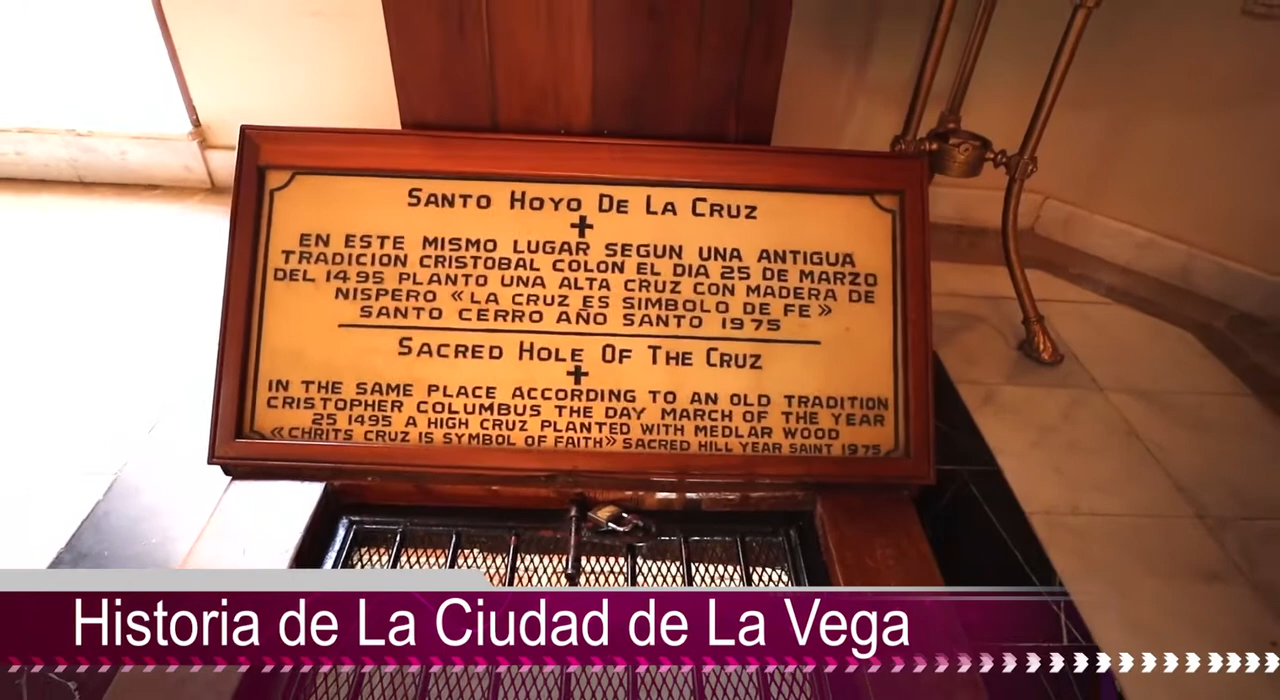 SANTO HOYO DE LA CRUZ
EN ESTE MISMO LUGAR SEGUN UNA ANTIGUA
TRADICION CRISTOBAL COLON EL DIA 25 DE MARZO
DEL 1495 PLANTO UNA ALTA CRUZ CON MADERA DE
NISPERO «LA CRUZ ES SIMBOLO DE FE»
SANTO CERRO AÑO SANTO 1975
SACRED HOLE OF THE CRUZ
IN THE SAME PLACE ACCORDING TO AN OLD TRADITION
CRISTOPHER COLUMBUS THE DAY MARCH OF THE YEAR
25 1495 A HIGH CRUZ PLANTED WITH MEDLAR WOOD
«CHRITS CRUZ IS SYMBOL OF FAITH» SACRED HILL YEAR SAINT 1975
Historia de La Ciudad de La Vega